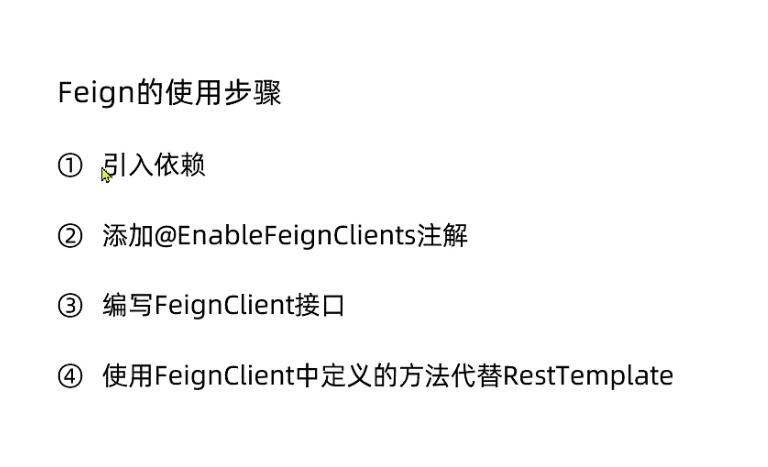 Feign的使用步骤
① 引入依赖
② 添加@EnableFeignClients注解
③ 编写FeignClient接口
④ 使用FeignClient中定义的方法代替RestTemplate